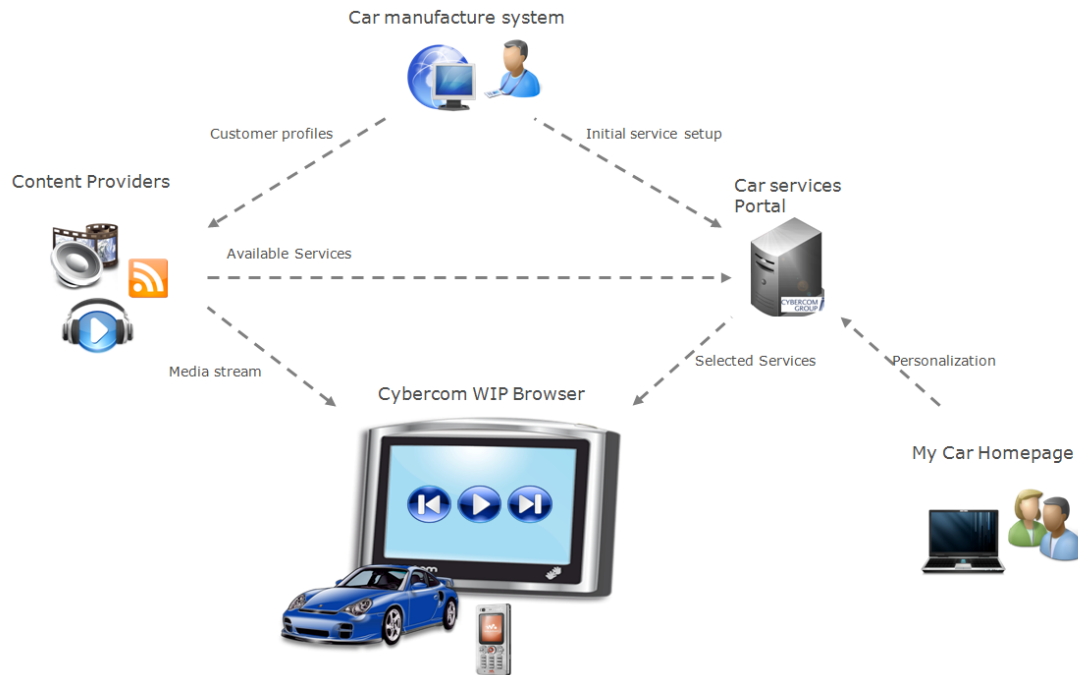 Car manufacture system
Customer profiles
Initial service setup
Content Providers
Car services
Portal
Available Services
CYBERCOM
GROUP
Media stream
Selected Services
Personalization
Cybercom WIP Browser
My Car Homepage